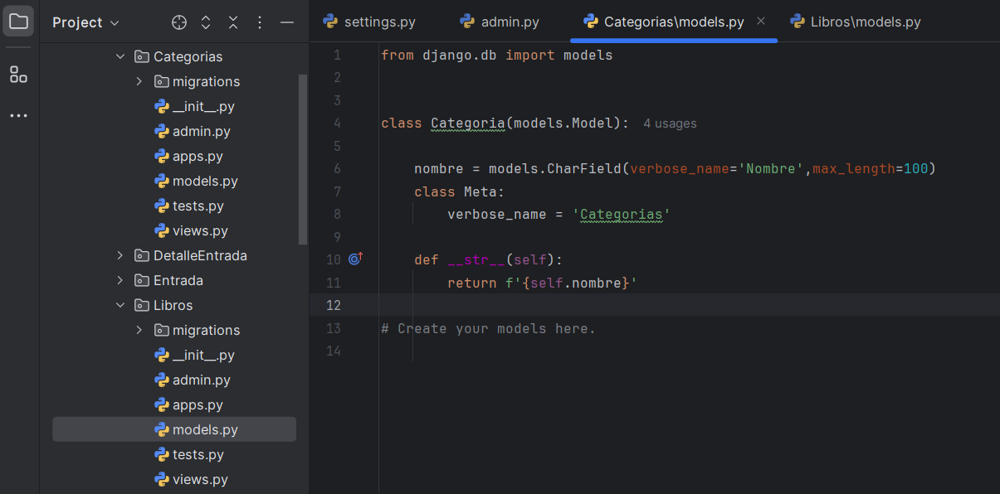 Project
Categorias
migrations
__init__.py
admin.py
apps.py
models.py
tests.py
views.py
DetalleEntrada
Entrada
Libros
migrations
__init__.py
admin.py
apps.py
models.py
tests.py
views.py
settings.py admin.py Categorias\models.py Libros\models.py
1 from django.db import models
2
3
4 class Categoria(models.Model): 4 usages
5
6 nombre = models.CharField(verbose_name='Nombre',max_length=100)
7 class Meta:
8 verbose_name = 'Categorias'
9
10 def __str__(self):
11 return f'{self.nombre}'
12
13 # Create your models here.
14